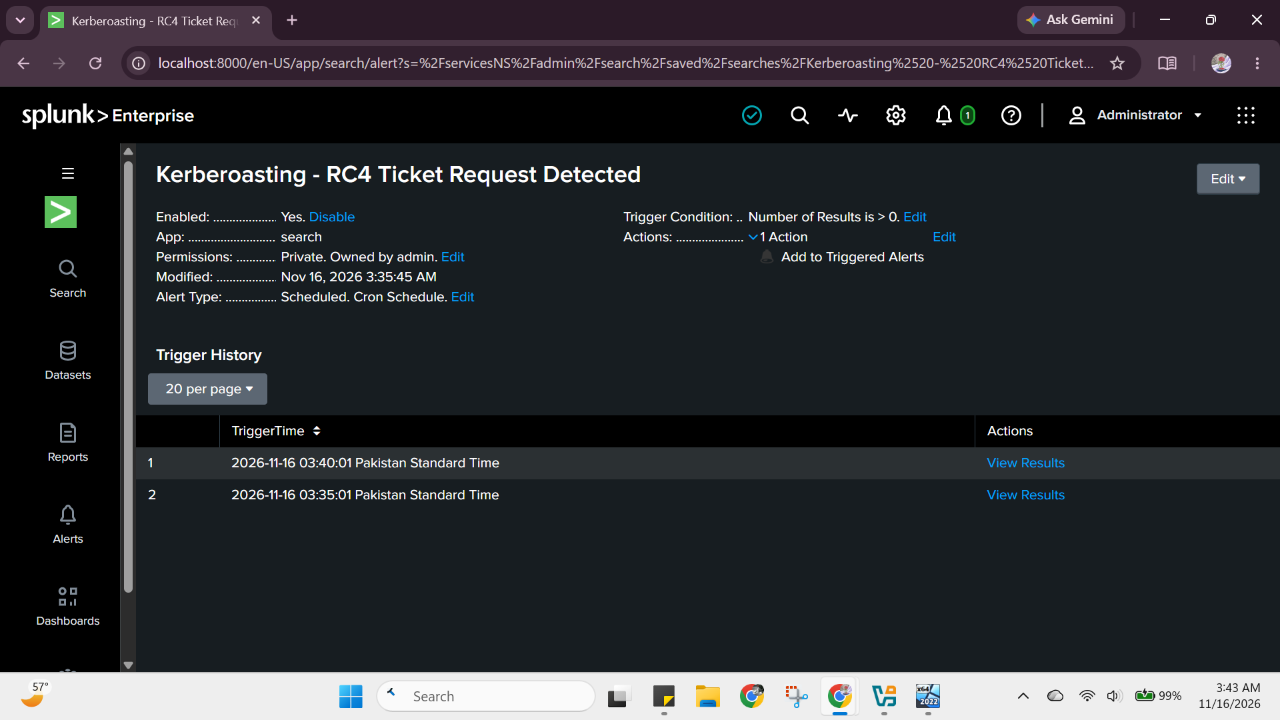 Kerberoasting - RC4 Ticket Requ
Ask Gemini
localhost:8000/en-US/app/search/alert?s=%2FservicesNS%2Fadmin%2Fsearch%2Fsaved%2Fsearches%2FKerberoasting%2520-%2520RC4%2520Ticket...
splunk> Enterprise
1
Administrator
Kerberoasting - RC4 Ticket Request Detected
Edit
Enabled: .................... Yes. Disable
App: ........................... search
Permissions: ............ Private. Owned by admin. Edit
Modified: ................... Nov 16, 2026 3:35:45 AM
Alert Type: ................ Scheduled. Cron Schedule. Edit
Trigger Condition: .. Number of Results is > 0. Edit
Actions: ..................... 1 Action Edit
Add to Triggered Alerts
Search
Datasets
Reports
Alerts
Dashboards
Trigger History
20 per page
TriggerTime Actions
1 2026-11-16 03:40:01 Pakistan Standard Time View Results
2 2026-11-16 03:35:01 Pakistan Standard Time View Results
57°
Search
99%
3:43 AM
11/16/2026
x64
2022